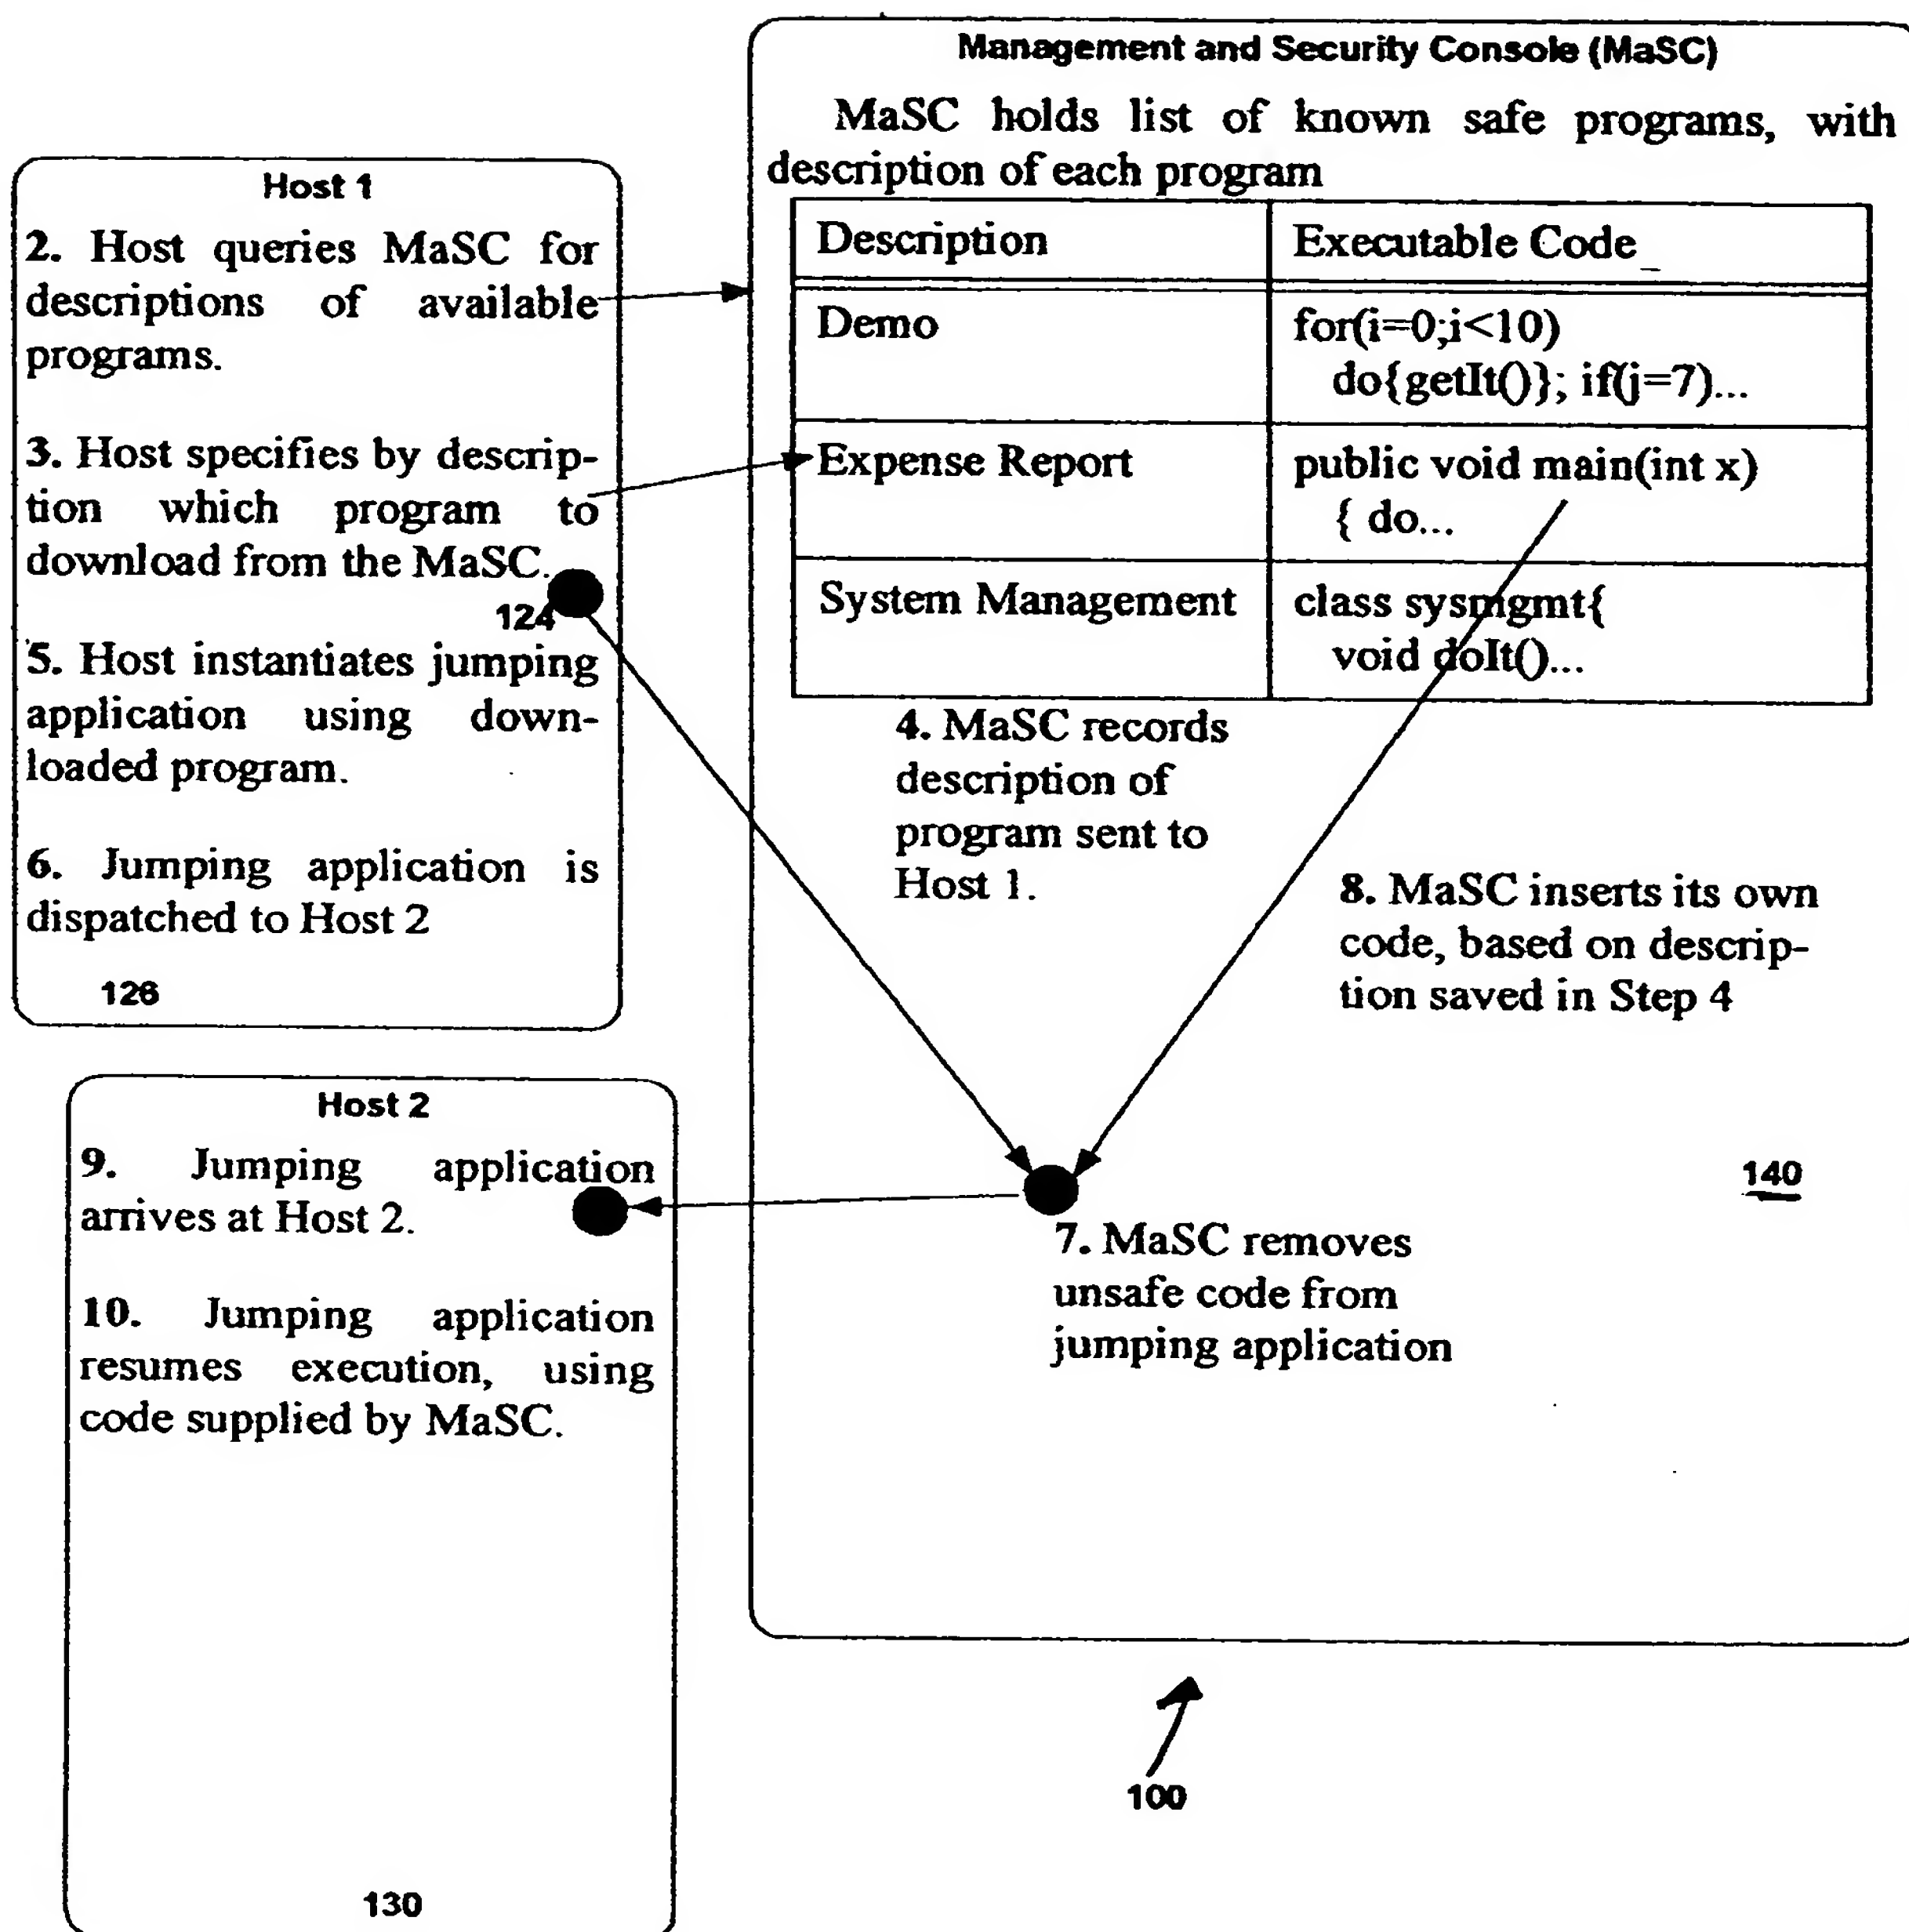 Management and Security Console (MaSC)
MaSC holds list of known safe programs, with
description of each program
Description Executable Code
Demo for(i=0;i<10)
do{getIt()}; if(j=7)...
Expense Report public void main(int x)
{ do...
System Management class sysmgmt{
void doIt()...
4. MaSC records
description of
program sent to
Host 1.
8. MaSC inserts its own
code, based on descrip-
tion saved in Step 4
140
7. MaSC removes
unsafe code from
jumping application
Host 1
2. Host queries MaSC for
descriptions of available
programs.
3. Host specifies by descrip-
tion which program to
download from the MaSC.
124
5. Host instantiates jumping
application using down-
loaded program.
6. Jumping application is
dispatched to Host 2
126
Host 2
9. Jumping application
arrives at Host 2.
10. Jumping application
resumes execution, using
code supplied by MaSC.
130
100